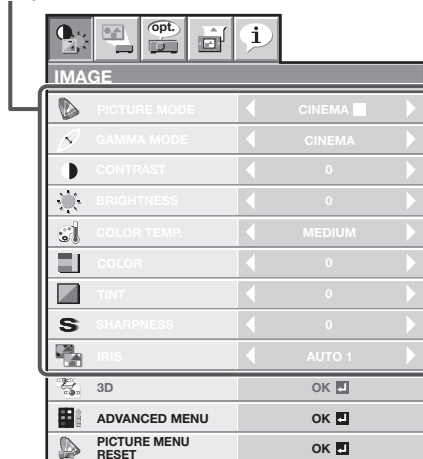 opt.
i
IMAGE
PICTURE MODE CINEMA
GAMMA MODE CINEMA
CONTRAST 0
BRIGHTNESS 0
COLOR TEMP. MEDIUM
COLOR 0
TINT 0
S SHARPNESS 0
IRIS AUTO 1
3D OK
ADVANCED MENU OK
PICTURE MENU
RESET OK